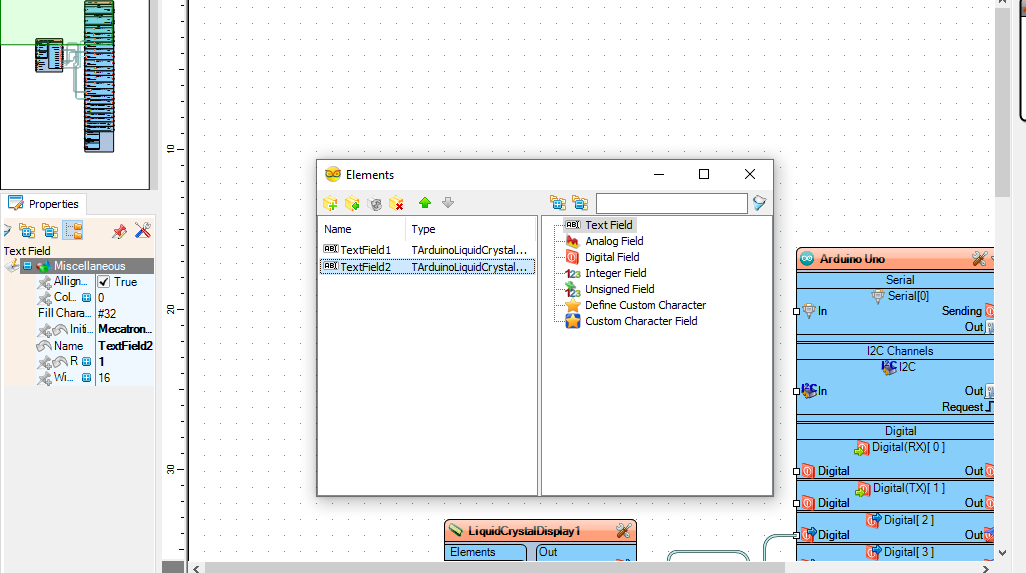 10
20
30
Properties
Text Field
Miscellaneous
Allign... True
Col... 0
Fill Chara... #32
Initi... Mecatron...
Name TextField2
R 1
Wi... 16
Elements
Name Type
TextField1 TArduinoLiquidCrystal...
TextField2 TArduinoLiquidCrystal...
Text Field
Analog Field
Digital Field
Integer Field
Unsigned Field
Define Custom Character
Custom Character Field
Arduino Uno
Serial
Serial[0]
In Sending
Out
I2C Channels
I2C
In Out
Request
Digital
Digital(RX)[ 0 ]
Digital Out
Digital(TX)[ 1 ]
Digital Out
Digital[ 2 ]
Digital Out
Digital[ 3 ]
LiquidCrystalDisplay1
Elements Out